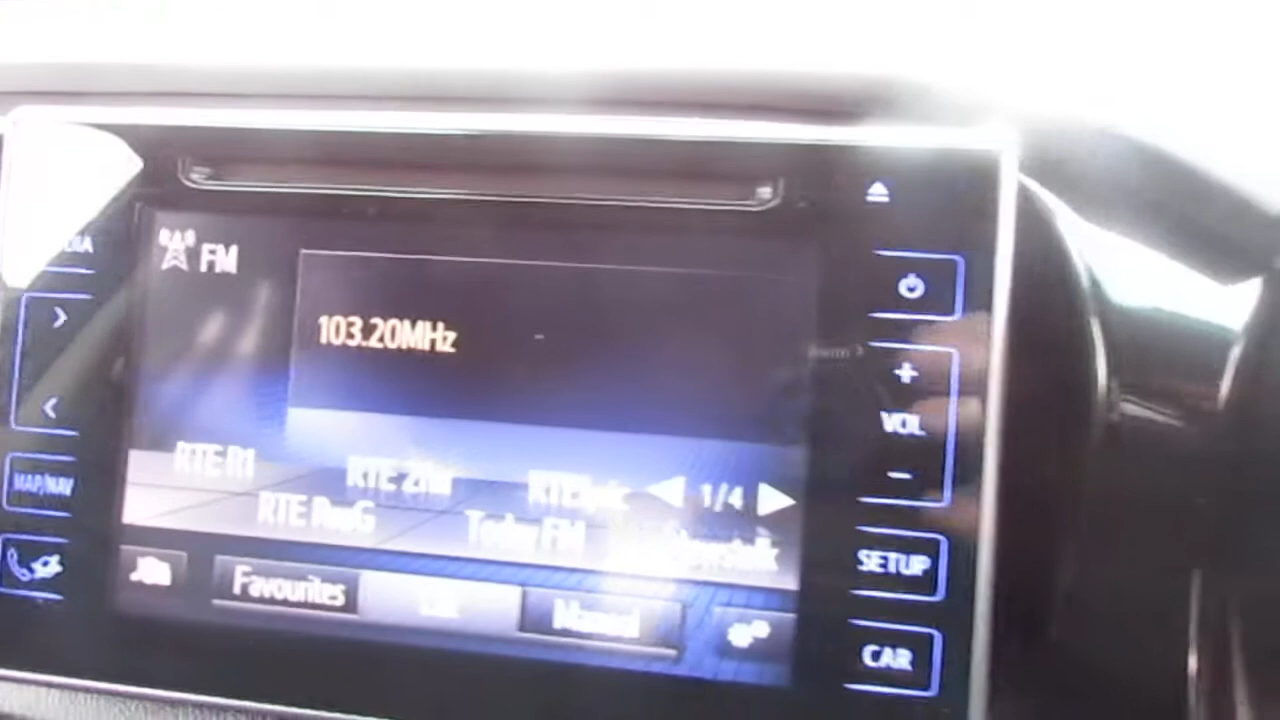 FM
103.20MHz
RTE R1
RTE 2fm
RTE RnaG
Today FM
1/4
Favourites
Manual
MAP/NAV
VOL
SETUP
CAR